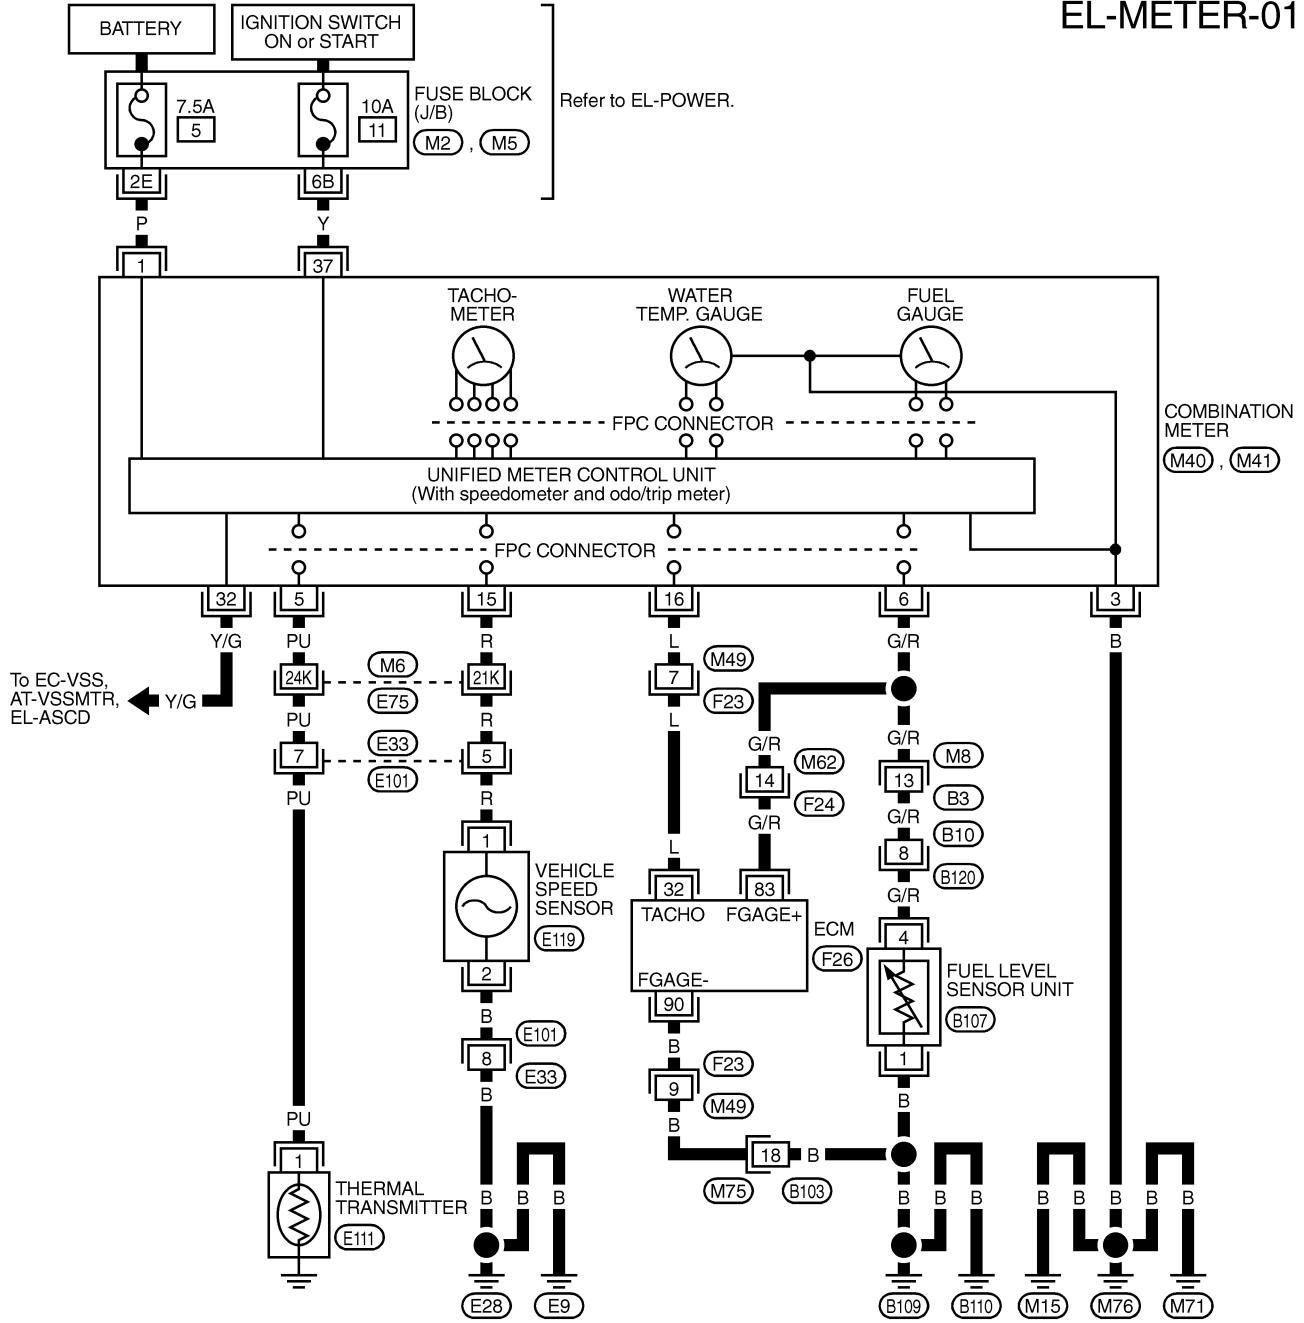 EL-METER-01
BATTERY
IGNITION SWITCH
ON or START
7.5A
5
10A
11
FUSE BLOCK
(J/B)
M2 , M5
Refer to EL-POWER.
2E
6B
P
Y
1
37
TACHO-
METER
WATER
TEMP. GAUGE
FUEL
GAUGE
FPC CONNECTOR
COMBINATION
METER
M40 , M41
UNIFIED METER CONTROL UNIT
(With speedometer and odo/trip meter)
FPC CONNECTOR
32
5
15
16
6
3
Y/G
PU
R
L
G/R
B
To EC-VSS,
AT-VSSMTR,
EL-ASCD
Y/G
24K
M6
E75
21K
7
M49
F23
PU
R
L
G/R
G/R
7
E33
E101
5
14
M62
F24
13
M8
B3
PU
R
G/R
G/R
B10
8
B120
1
L
G/R
VEHICLE
SPEED
SENSOR
E119
32
83
TACHO
FGAGE+
ECM
F26
FGAGE-
4
FUEL LEVEL
SENSOR UNIT
B107
2
90
1
B
B
B
E101
8
E33
F23
9
M49
B
B
PU
1
18
B
M75
B103
THERMAL
TRANSMITTER
E111
B
B
B
B
B
B
B
B
B
B
B
E28
E9
B109
B110
M15
M76
M71